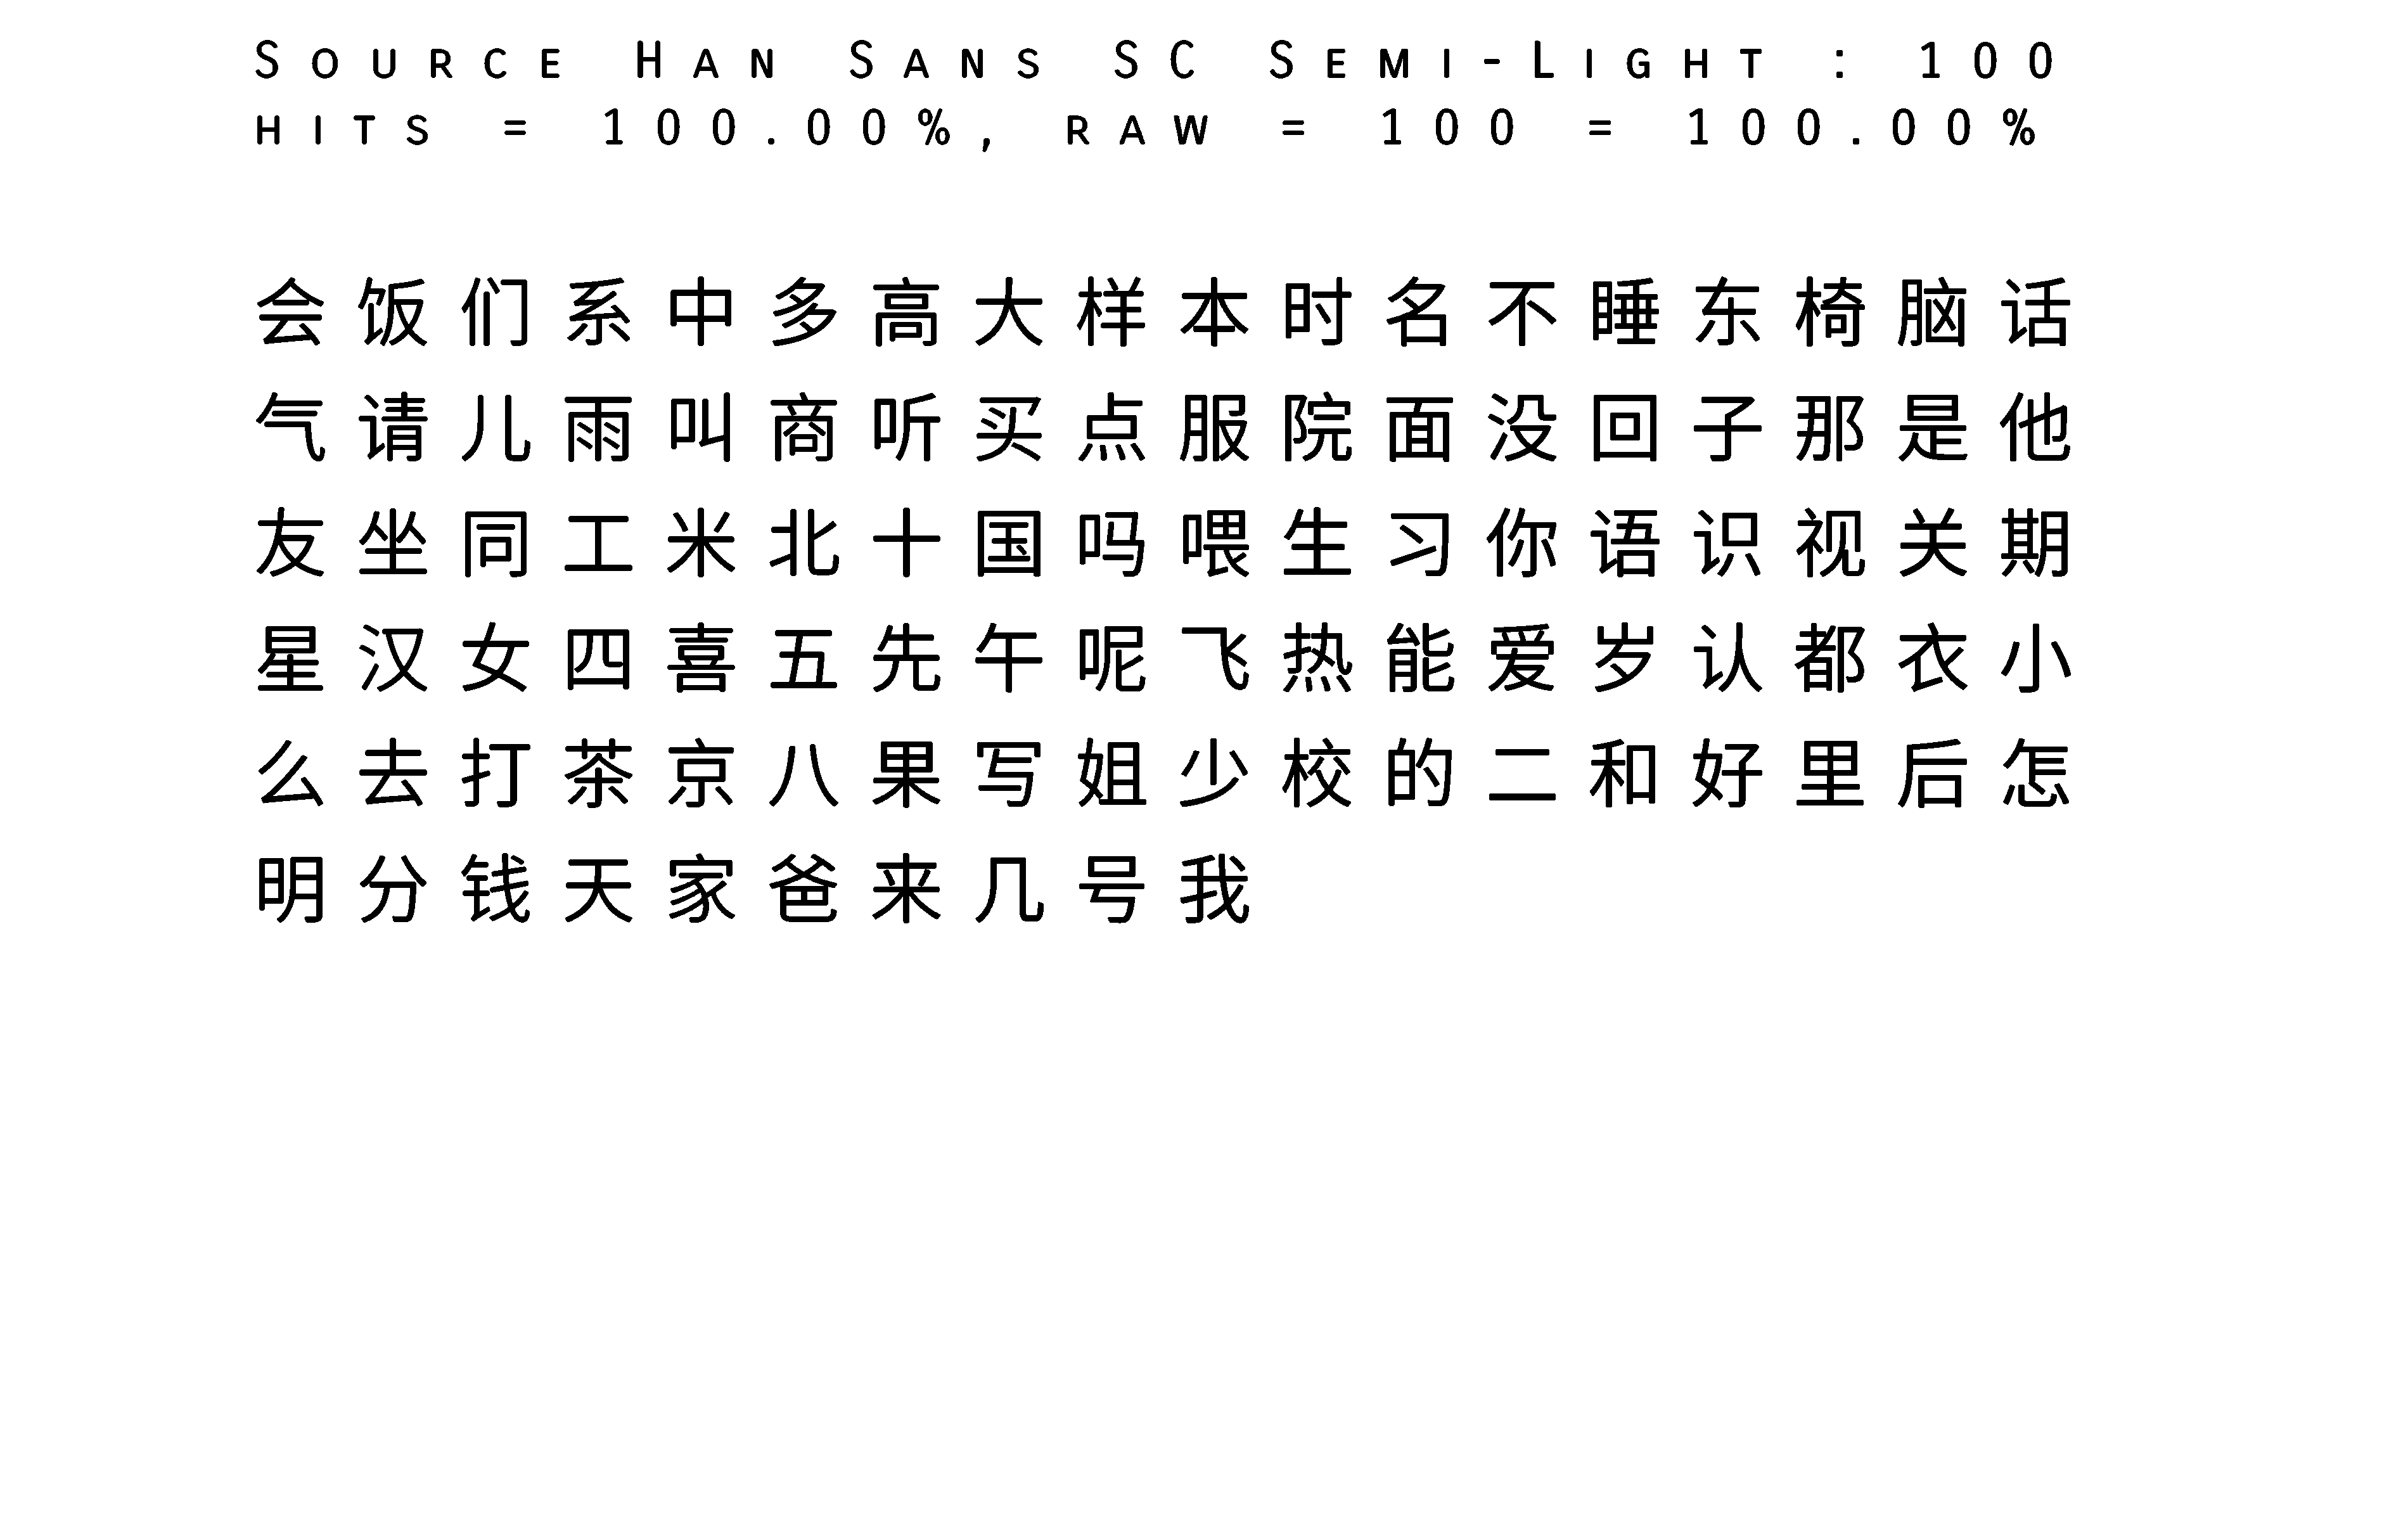 Source Han Sans SC Semi-Light : 100
hits = 100.00%, raw = 100 = 100.00%
会饭们系中多高大样本时名不睡东椅脑话
气请儿雨叫商听买点服院面没回子那是他
友坐同工米北十国吗喂生习你语识视关期
星汉女四喜五先午呢飞热能爱岁认都衣小
么去打茶京八果写姐少校的二和好里后怎
明分钱天家爸来几号我